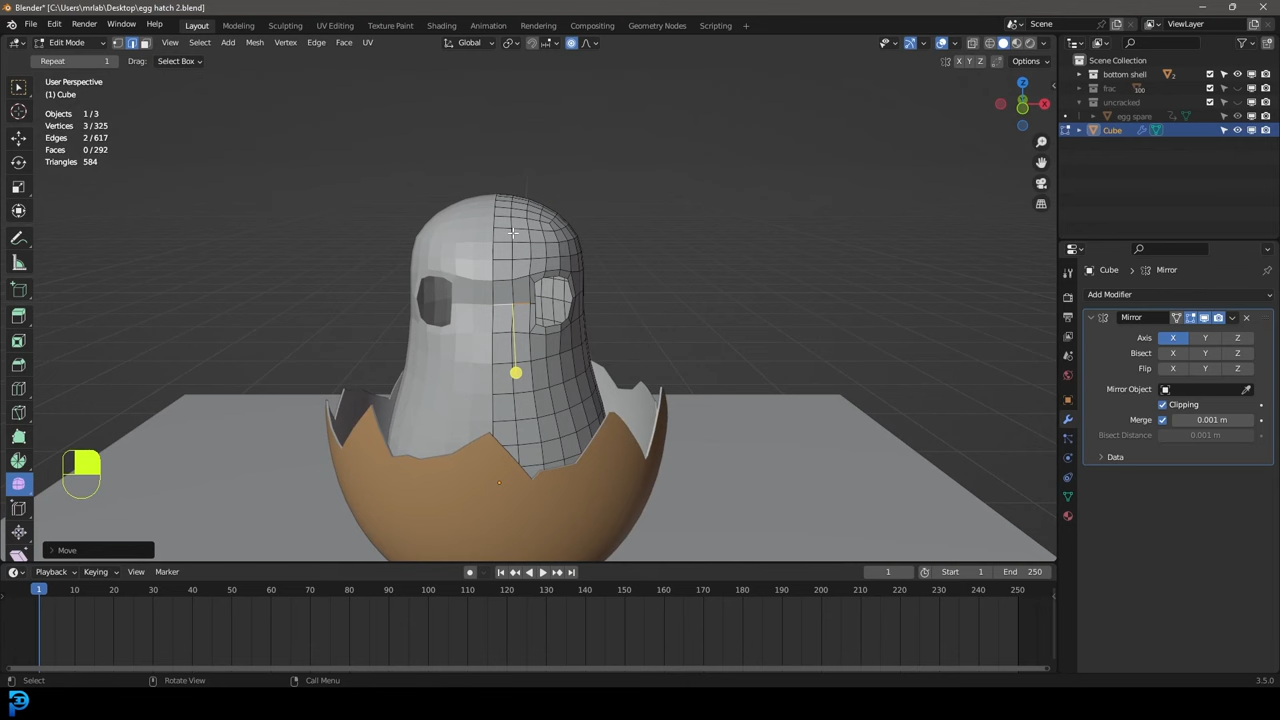 Blender* [C:\Users\mrlab\Desktop\egg hatch 2.blend]
File Edit Render Window Help Layout Modeling Sculpting UV Editing Texture Paint Shading Animation Rendering Compositing Geometry Nodes Scripting + Scene ViewLayer
Edit Mode View Select Add Mesh Vertex Edge Face UV Global
Repeat 1 Drag: Select Box X Y Z Options
User Perspective
(1) Cube
Objects 1/3
Vertices 3/325
Edges 2/617
Faces 0/292
Triangles 584
Z
X
Scene Collection
bottom shell 2
frac 100
uncracked
egg spare
Cube
Cube Mirror
Add Modifier
Mirror
Axis X Y Z
Bisect X Y Z
Flip X Y Z
Mirror Object
Clipping
Merge 0.001 m
Bisect Distance 0.001 m
Data
Move
Playback Keying View Marker 1 Start 1 End 250
1 10 20 30 40 50 60 70 80 90 100 110 120 130 140 150 160 170 180 190 200 210 220 230 240 250
Select Rotate View Call Menu 3.5.0